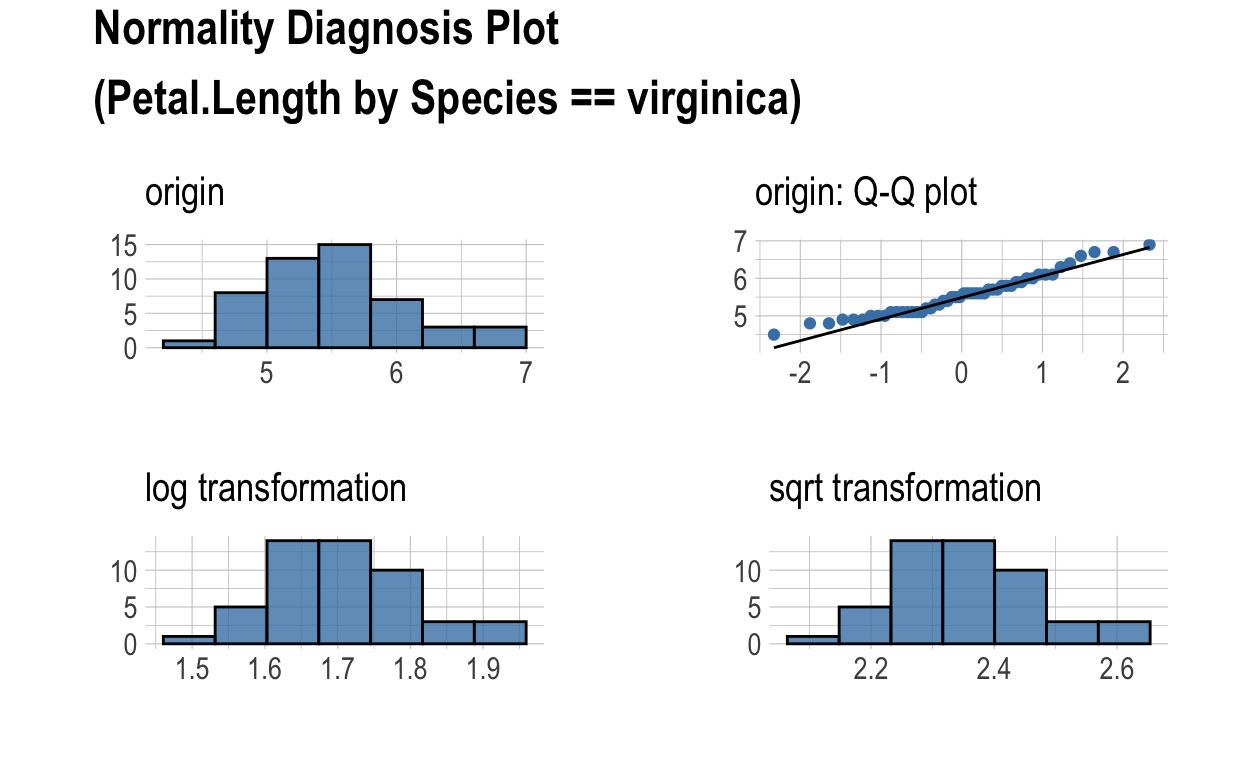 Normality Diagnosis Plot
(Petal.Length by Species == virginica)
origin
15
10
5
0
5 6 7
origin: Q-Q plot
7
6
5
-2 -1 0 1 2
log transformation
10
5
0
1.5 1.6 1.7 1.8 1.9
sqrt transformation
10
5
0
2.2 2.4 2.6